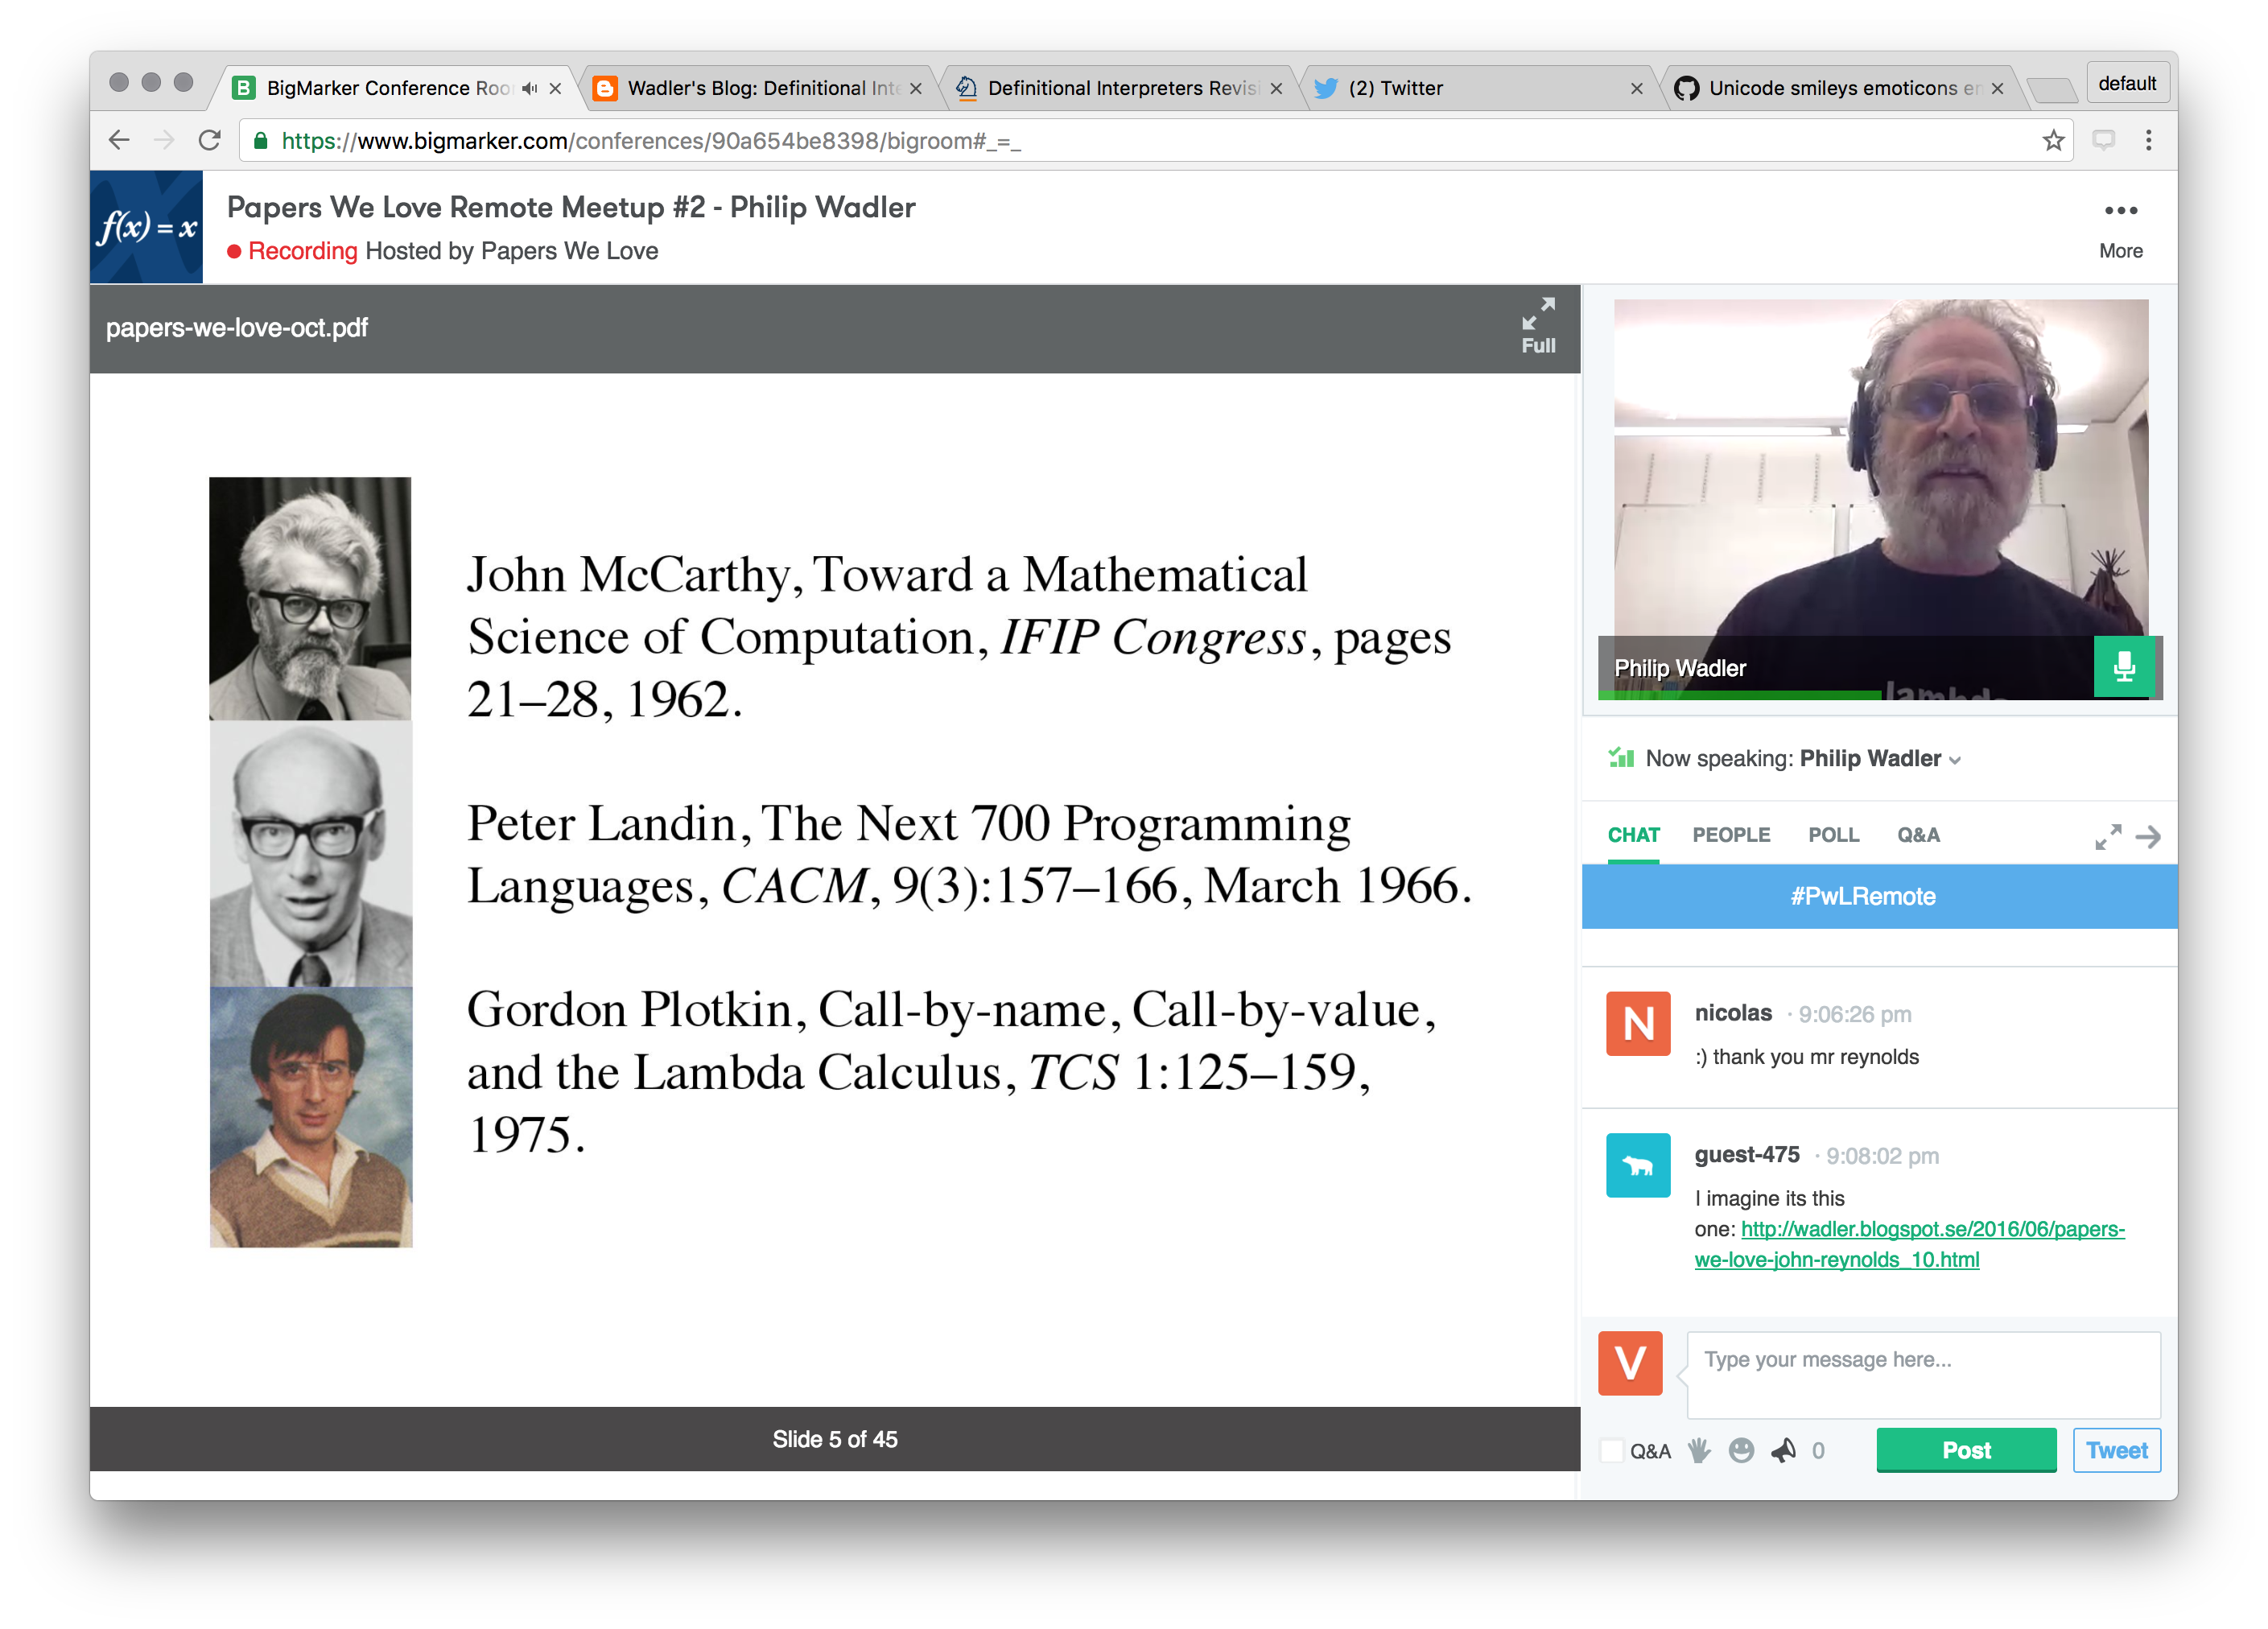 BigMarker Conference Roo
Wadler's Blog: Definitional Inte
Definitional Interpreters Revis
(2) Twitter
Unicode smileys emoticons en
default
https://www.bigmarker.com/conferences/90a654be8398/bigroom#_=_
f(x) = x
Papers We Love Remote Meetup #2 - Philip Wadler
Recording Hosted by Papers We Love
More
papers-we-love-oct.pdf
Full
John McCarthy, Toward a Mathematical
Science of Computation, IFIP Congress, pages
21–28, 1962.
Peter Landin, The Next 700 Programming
Languages, CACM, 9(3):157–166, March 1966.
Gordon Plotkin, Call-by-name, Call-by-value,
and the Lambda Calculus, TCS 1:125–159,
1975.
Slide 5 of 45
Philip Wadler
lambda
Now speaking: Philip Wadler
CHAT PEOPLE POLL Q&A
#PwLRemote
N
nicolas · 9:06:26 pm
:) thank you mr reynolds
guest-475 · 9:08:02 pm
I imagine its this
one: http://wadler.blogspot.se/2016/06/papers-
we-love-john-reynolds_10.html
V
Type your message here...
Q&A 0 Post Tweet